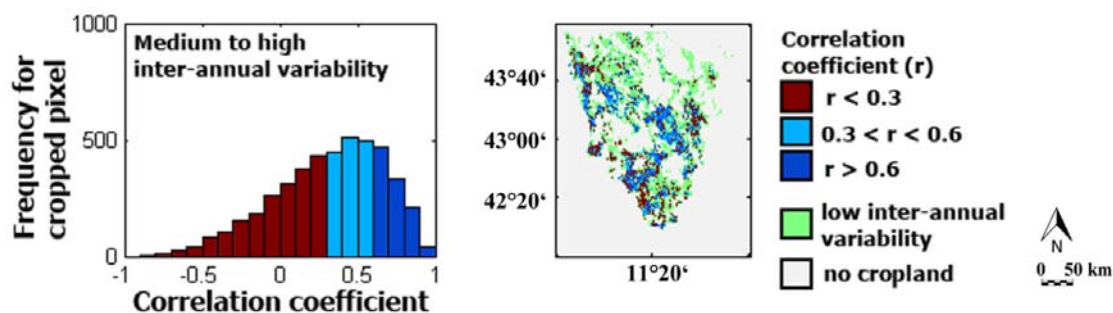 1000
500
0
Frequency for
cropped pixel
Medium to high
inter-annual variability
-1
-0.5
0
0.5
1
Correlation coefficient
43°40‘
43°00‘
42°20‘
11°20‘
Correlation
coefficient (r)
r < 0.3
0.3 < r < 0.6
r > 0.6
low inter-annual
variability
no cropland
N
0 50 km